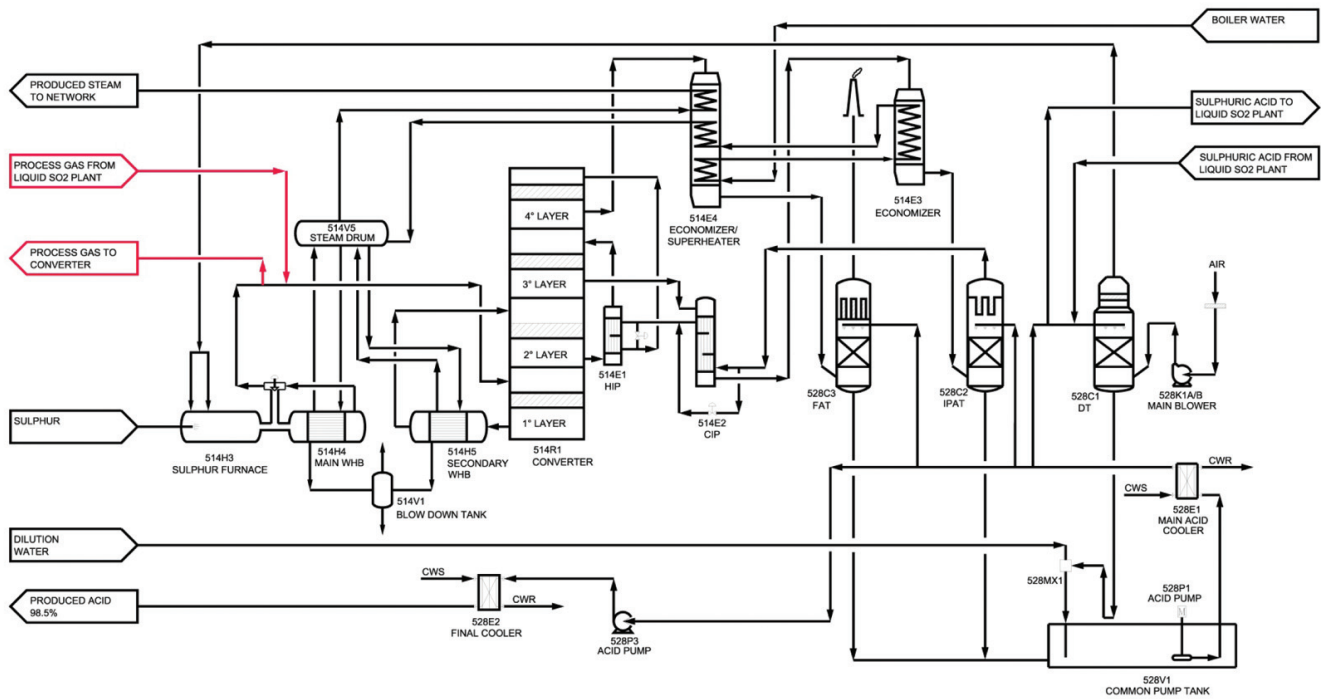 BOILER WATER
PRODUCED STEAM
TO NETWORK
SULPHURIC ACID TO
LIQUID SO2 PLANT
PROCESS GAS FROM
LIQUID SO2 PLANT
SULPHURIC ACID FROM
LIQUID SO2 PLANT
514E3
ECONOMIZER
514E4
ECONOMIZER/
SUPERHEATER
4° LAYER
514V5
STEAM DRUM
PROCESS GAS TO
CONVERTER
AIR
3° LAYER
2° LAYER
514E1
HIP
528C3
FAT
528C2
IPAT
528C1
DT
528K1A/B
MAIN BLOWER
SULPHUR
1° LAYER
514E2
CIP
514H3
SULPHUR FURNACE
514H4
MAIN WHB
514H5
SECONDARY
WHB
514R1
CONVERTER
CWR
CWS
514V1
BLOW DOWN TANK
528E1
MAIN ACID
COOLER
DILUTION
WATER
528MX1
CWS
528P1
ACID PUMP
M
PRODUCED ACID
98.5%
CWR
528E2
FINAL COOLER
528P3
ACID PUMP
528V1
COMMON PUMP TANK